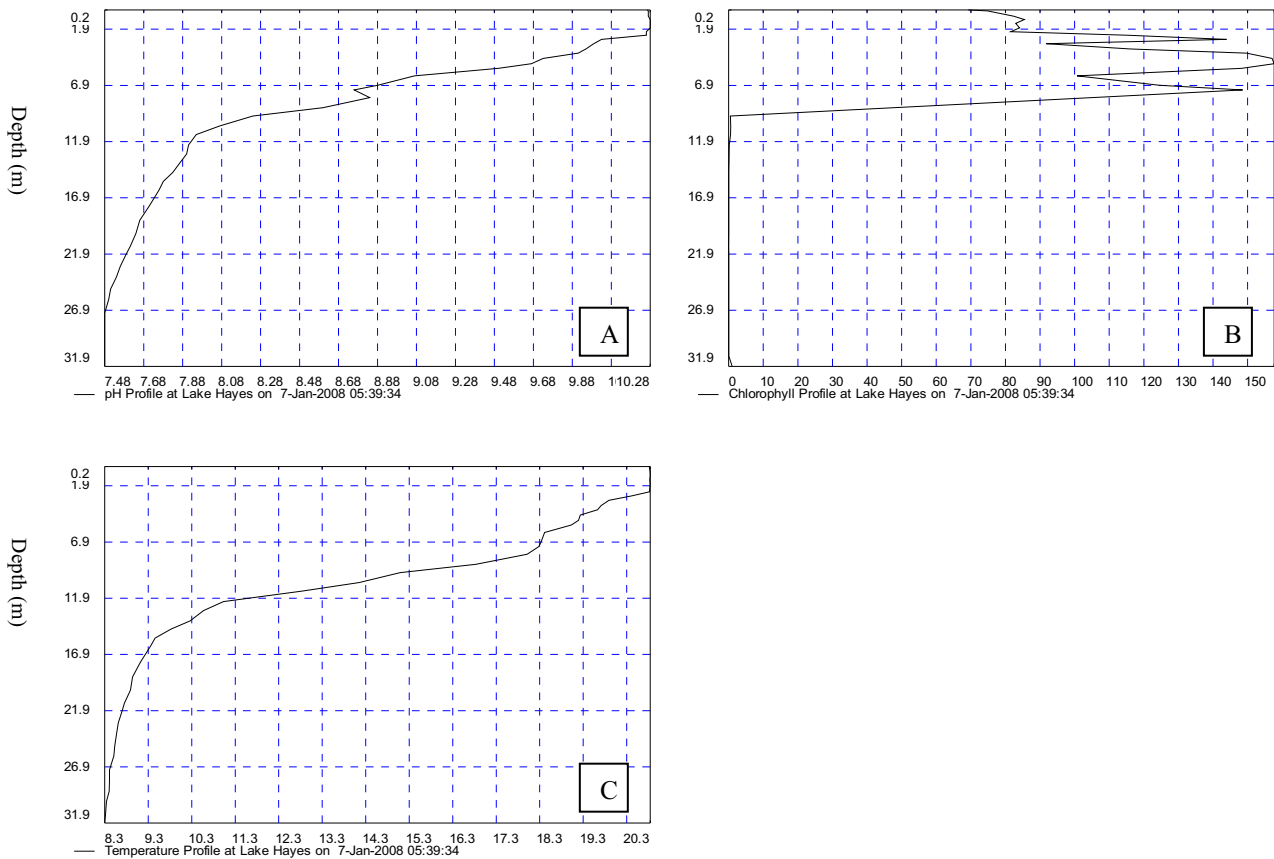 Depth (m)
0.2
1.9
6.9
11.9
16.9
21.9
26.9
31.9
A
7.48 7.68 7.88 8.08 8.28 8.48 8.68 8.88 9.08 9.28 9.48 9.68 9.88 110.28
pH Profile at Lake Hayes on 7-Jan-2008 05:39:34
0.2
1.9
6.9
11.9
16.9
21.9
26.9
31.9
B
0 10 20 30 40 50 60 70 80 90 100 110 120 130 140 150
Chlorophyll Profile at Lake Hayes on 7-Jan-2008 05:39:34
Depth (m)
0.2
1.9
6.9
11.9
16.9
21.9
26.9
31.9
C
8.3 9.3 10.3 11.3 12.3 13.3 14.3 15.3 16.3 17.3 18.3 19.3 20.3
Temperature Profile at Lake Hayes on 7-Jan-2008 05:39:34